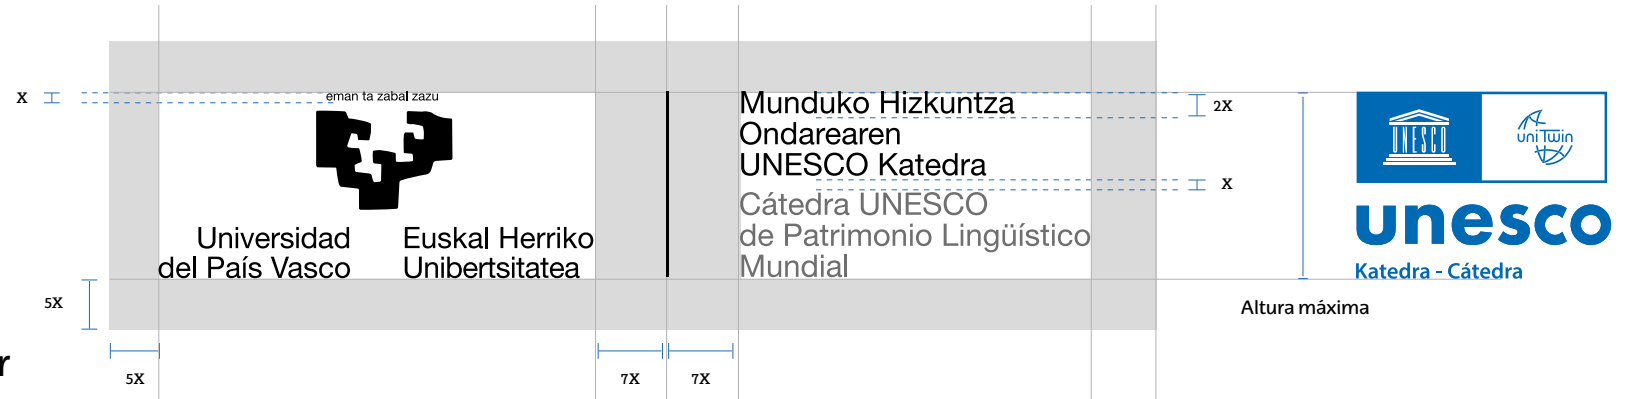 X
eman ta zabal zazu
Universidad
del País Vasco
Euskal Herriko
Unibertsitatea
Munduko Hizkuntza
Ondarearen
UNESCO Katedra
Cátedra UNESCO
de Patrimonio Lingüístico
Mundial
2X
X
UNESCO
uniTwin
unesco
Katedra - Cátedra
Altura máxima
5X
r
5X
7X
7X